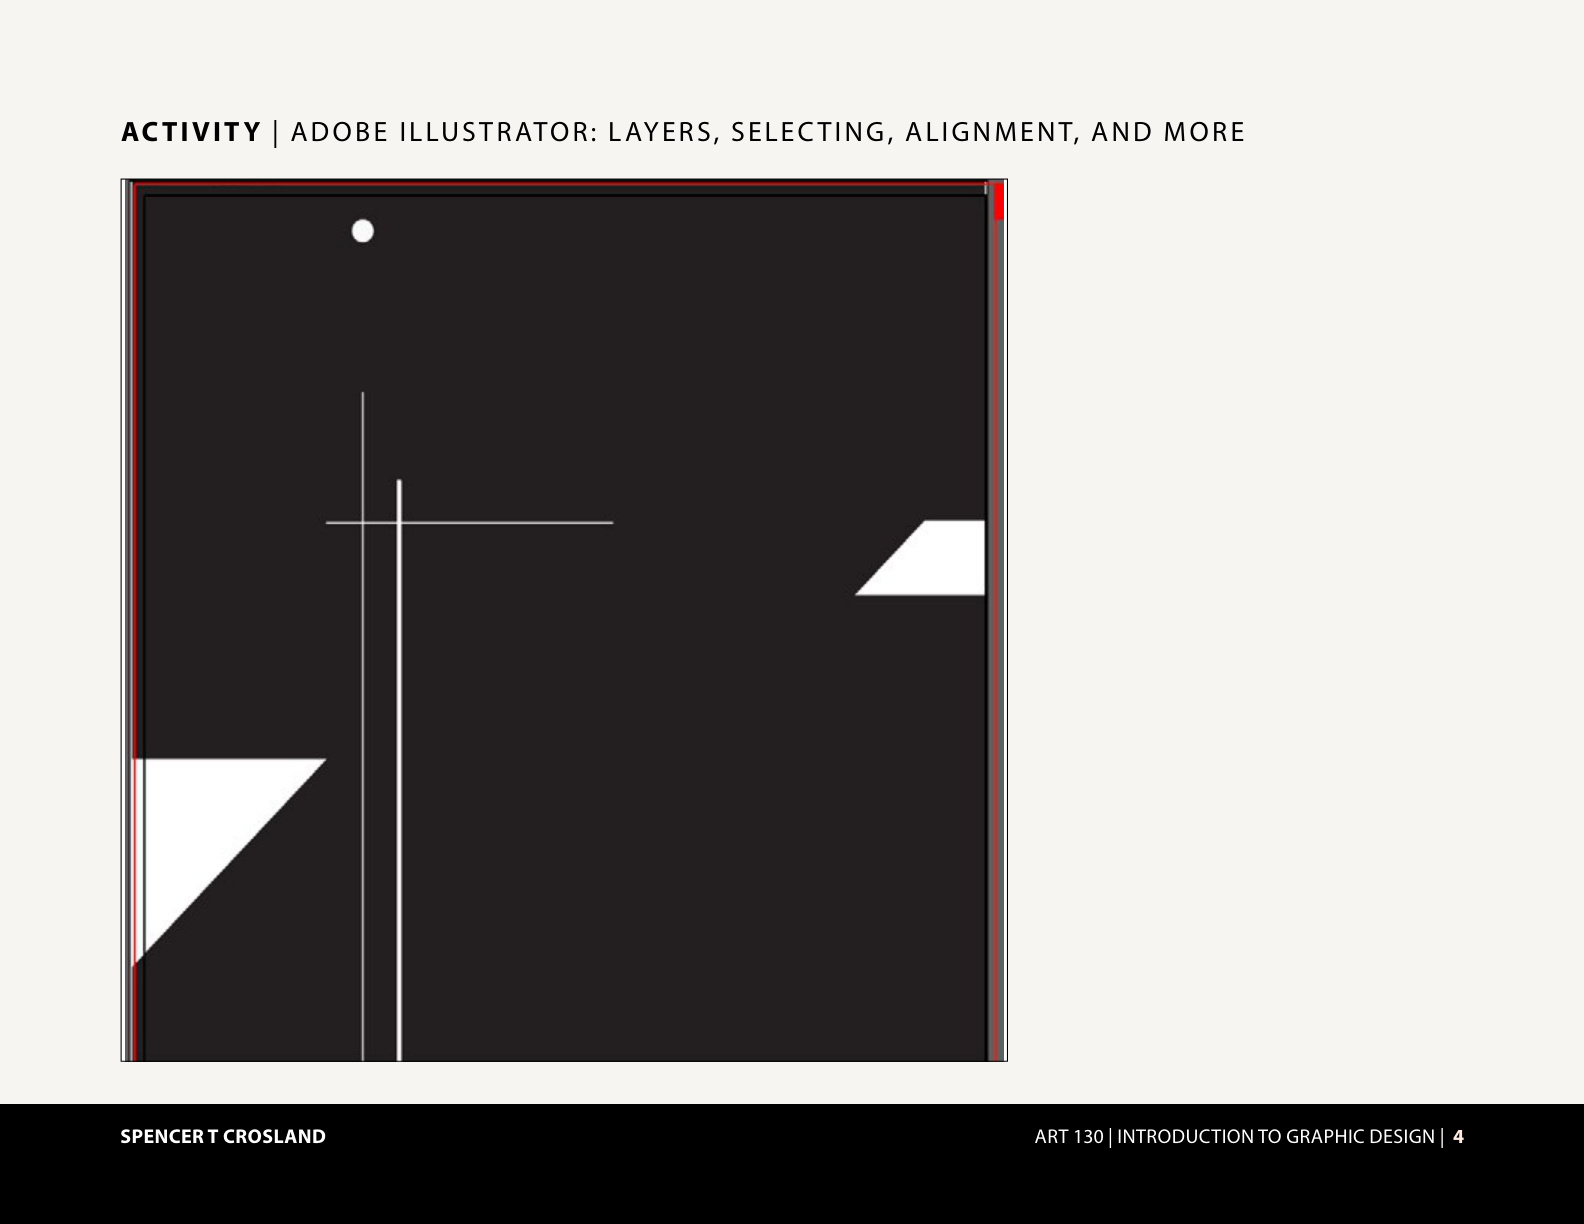 ACTIVITY | ADOBE ILLUSTRATOR: LAYERS, SELECTING, ALIGNMENT, AND MORE
SPENCER T CROSLAND
ART 130 | INTRODUCTION TO GRAPHIC DESIGN | 4